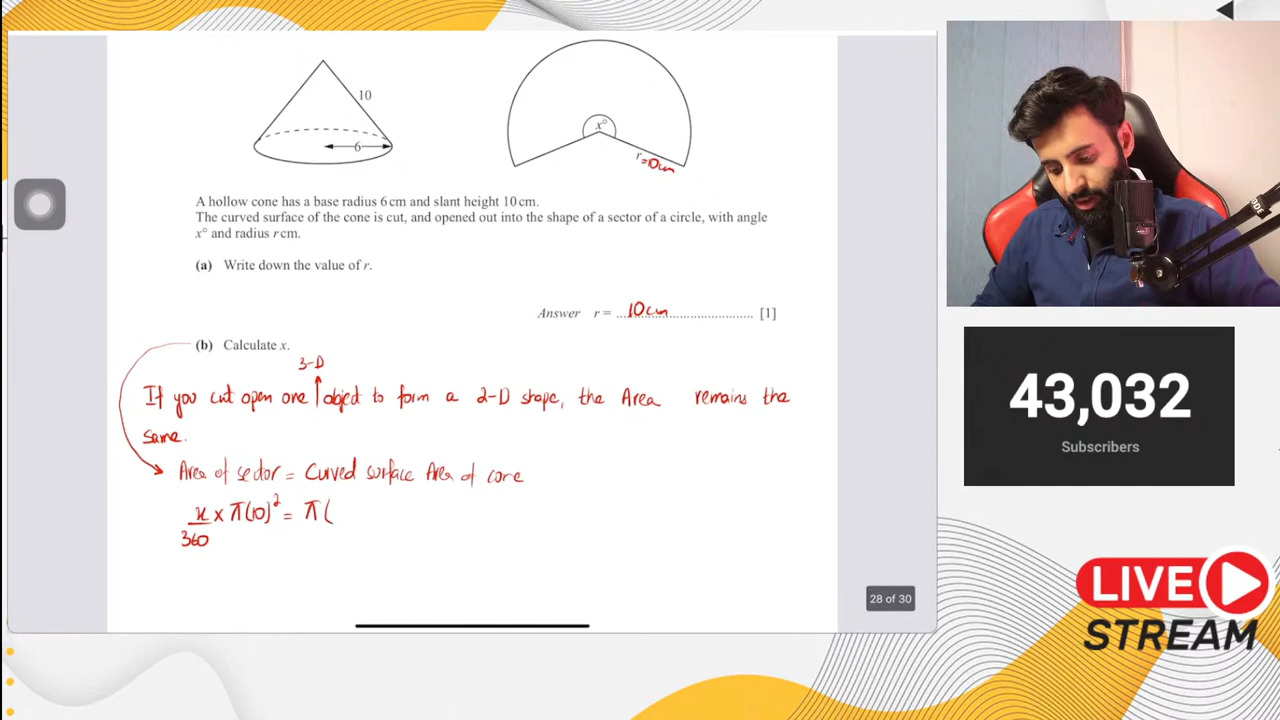 10
6
x°
r =10cm
A hollow cone has a base radius 6 cm and slant height 10 cm.
The curved surface of the cone is cut, and opened out into the shape of a sector of a circle, with angle
x° and radius r cm.
(a) Write down the value of r.
Answer r = 10cm [1]
(b) Calculate x.
3-D
If you cut open one object to form a 2-D shape, the Area remains the
same.
Area of sector = Curved surface Area of cone
x/360 × π(10)² = π(
28 of 30
43,032
Subscribers
LIVE
STREAM